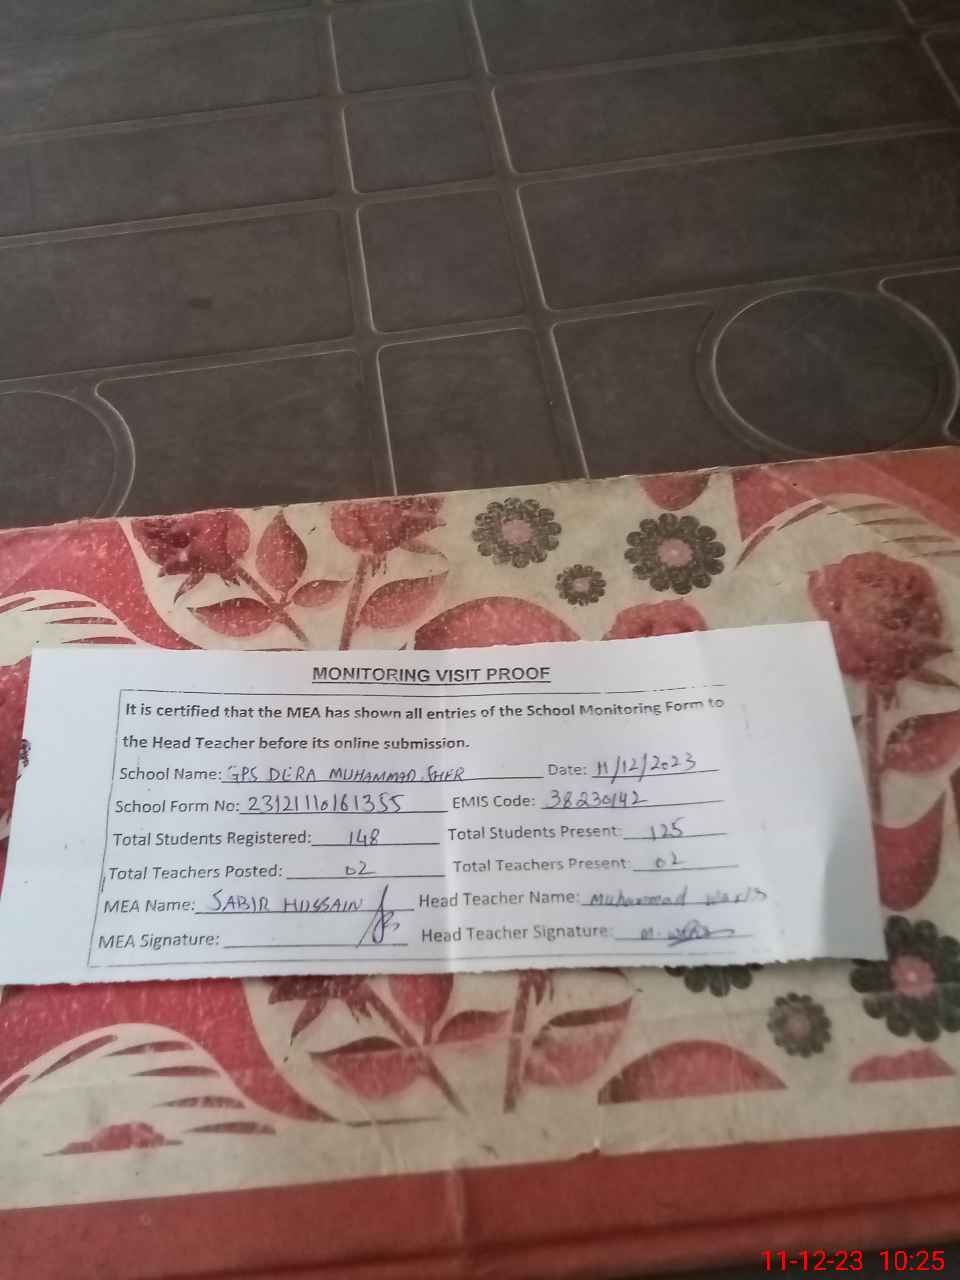 MONITORING VISIT PROOF
It is certified that the MEA has shown all entries of the School Monitoring Form to
the Head Teacher before its online submission.
School Name: GPS DERA MUHAMMAD SHER Date: 11/12/2023
School Form No: 23121110161355 EMIS Code: 38230142
Total Students Registered: 148 Total Students Present: 125
Total Teachers Posted: 02 Total Teachers Present: 02
MEA Name: SABIR HUSSAIN Head Teacher Name: Muhammad Waris
MEA Signature: Head Teacher Signature: M.
11-12-23 10:25